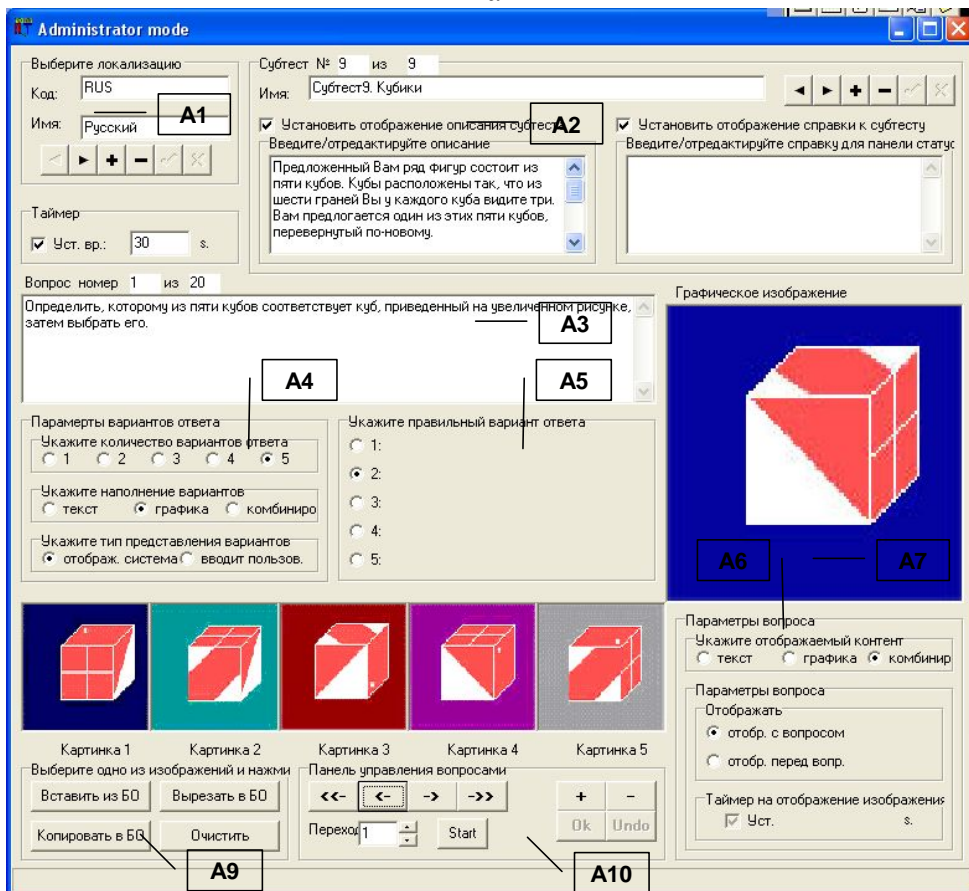 Administrator mode
Выберите локализацию
Код: RUS
Имя: Русский
A1
Таймер
Уст. вр.: 30 s.
Субтест № 9 из 9
Имя: Субтест9. Кубики
Установить отображение описания субтеста
A2
Установить отображение справки к субтесту
Введите/отредактируйте описание
Предложенный Вам ряд фигур состоит из
пяти кубов. Кубы расположены так, что из
шести граней Вы у каждого куба видите три.
Вам предлогается один из этих пяти кубов,
перевернутый по-новому.
Введите/отредактируйте справку для панели статус
Вопрос номер 1 из 20
Определить, которому из пяти кубов соответствует куб, приведенный на увеличенном рисунке,
затем выбрать его.
A3
A4
A5
Графическое изображение
A6
A7
Парамерты вариантов ответа
Укажите количество вариантов ответа
1 2 3 4 5
Укажите наполнение вариантов
текст графика комбиниро
Укажите тип представления вариантов
отображ. система вводит пользов.
Укажите правильный вариант ответа
1:
2:
3:
4:
5:
Картинка 1 Картинка 2 Картинка 3 Картинка 4 Картинка 5
Параметры вопроса
Укажите отображаемый контент
текст графика комбинир
Параметры вопроса
Отображать
отобр. с вопросом
отобр. перед вопр.
Таймер на отображение изображения
Уст. s.
Выберите одно из изображений и нажми
Вставить из БО Вырезать в БО
Копировать в БО Очистить
A9
Панель управления вопросами
<<- <- -> ->>
+ -
Переход 1 Start
Ok Undo
A10